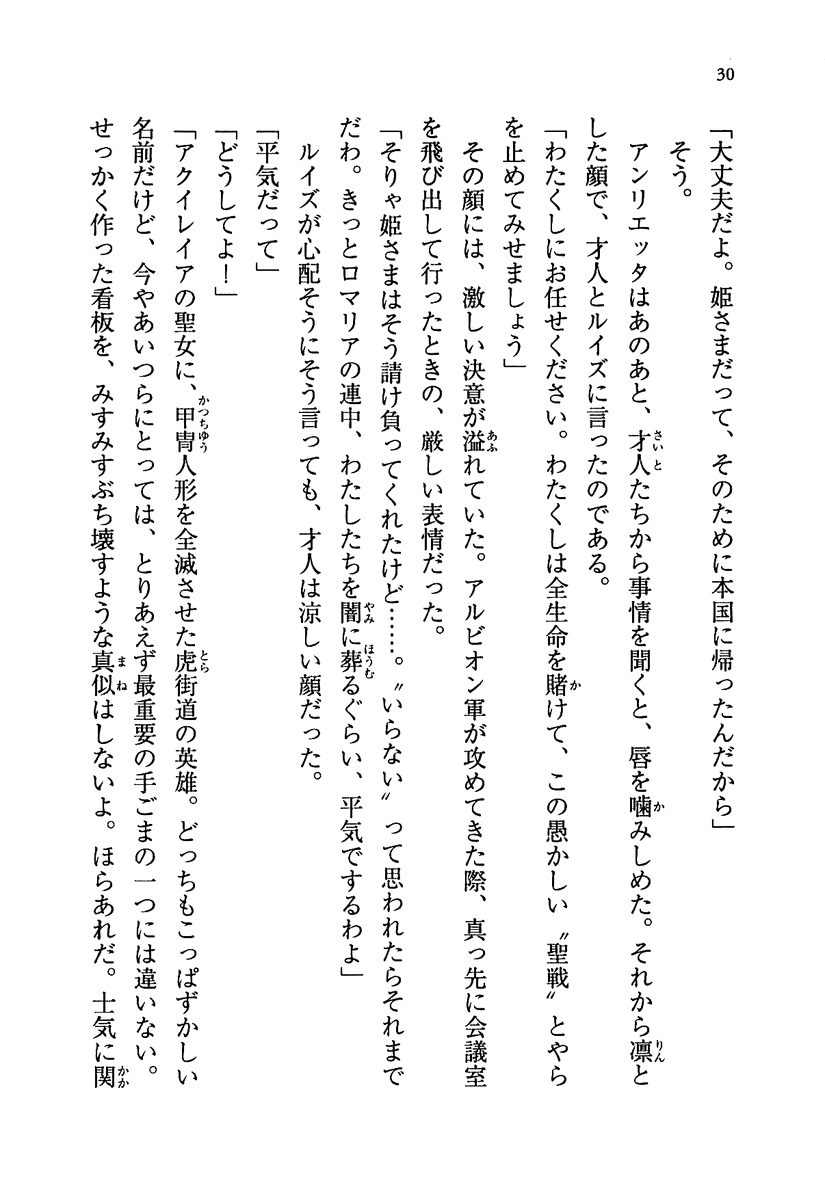 30
「大丈夫だよ。姫さまだって、そのために本国に帰ったんだから」
そう。
アンリエッタはあのあと、才人たちから事情を聞くと、唇を噛みしめた。それから凛と
した顔で、才人とルイズに言ったのである。
「わたくしにお任せください。わたくしは全生命を賭けて、この愚かしい〝聖戦〟とやら
を止めてみせましょう」
その顔には、激しい決意が溢れていた。アルビオン軍が攻めてきた際、真っ先に会議室
を飛び出して行ったときの、厳しい表情だった。
「そりゃ姫さまはそう請け負ってくれたけど……。〝いらない〟って思われたらそれまで
だわ。きっとロマリアの連中、わたしたちを闇に葬るぐらい、平気でするわよ」
ルイズが心配そうにそう言っても、才人は涼しい顔だった。
「平気だって」
「どうしてよ！」
「アクイレイアの聖女に、甲冑人形を全滅させた虎街道の英雄。どっちもこっぱずかしい
名前だけど、今やあいつらにとっては、とりあえず最重要の手ごまの一つには違いない。
せっかく作った看板を、みすみすぶち壊すような真似はしないよ。ほらあれだ。士気に関